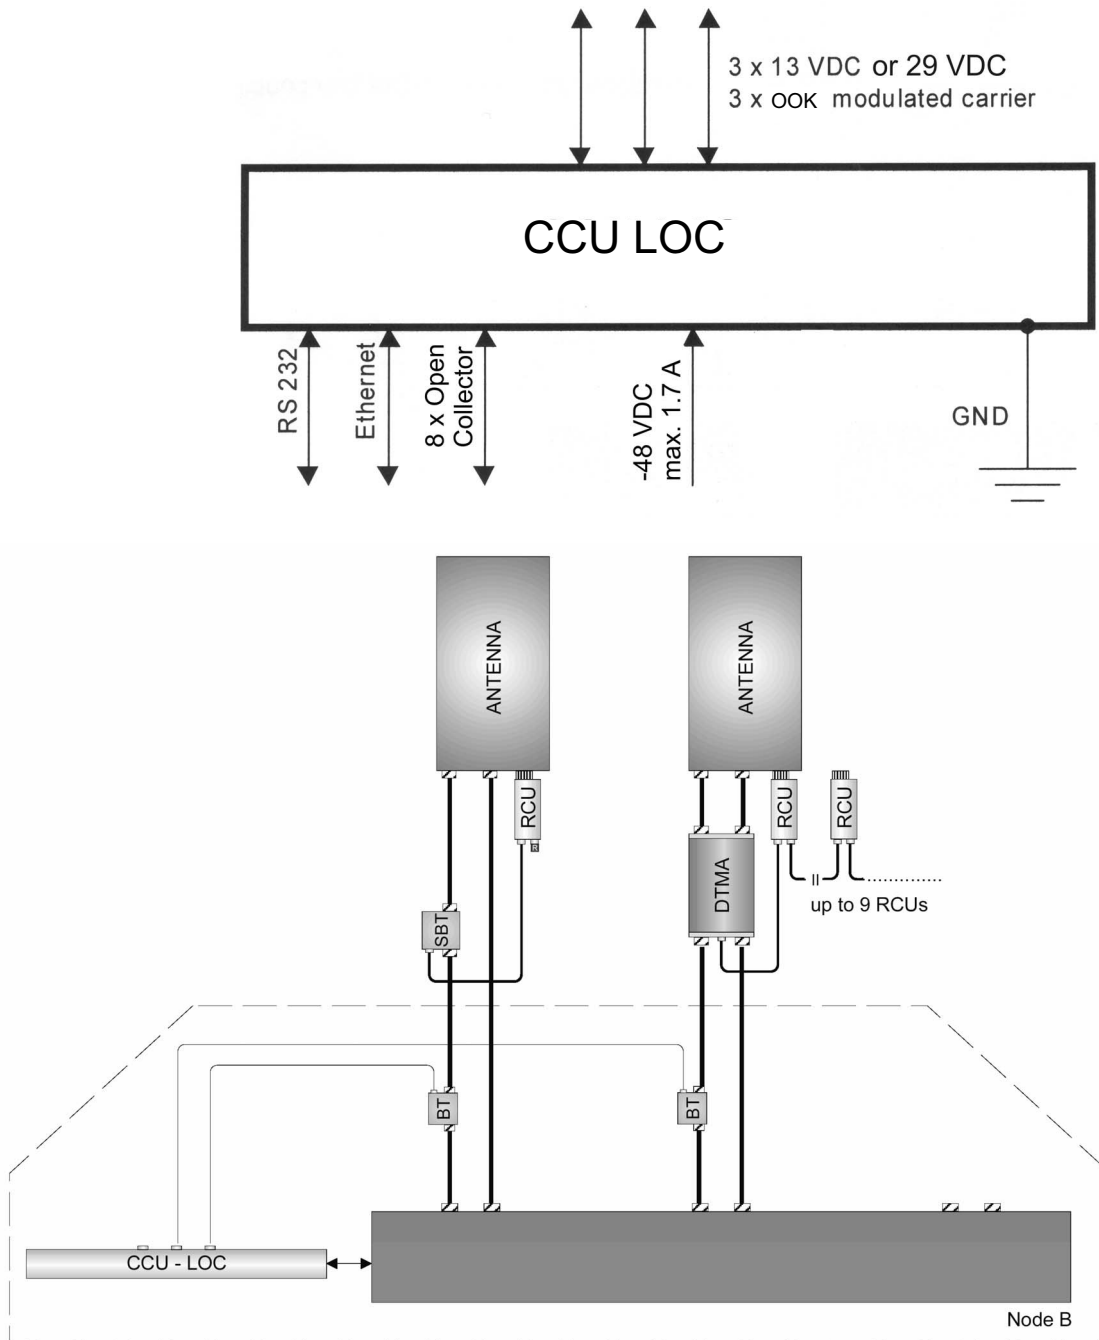 3 x 13 VDC or 29 VDC
3 x OOK modulated carrier
CCU LOC
RS 232
Ethernet
8 x Open
Collector
-48 VDC
max. 1.7 A
GND
ANTENNA
ANTENNA
RCU
R
RCU
RCU
DTMA
II
up to 9 RCUs
SBT
BT
BT
CCU - LOC
Node B